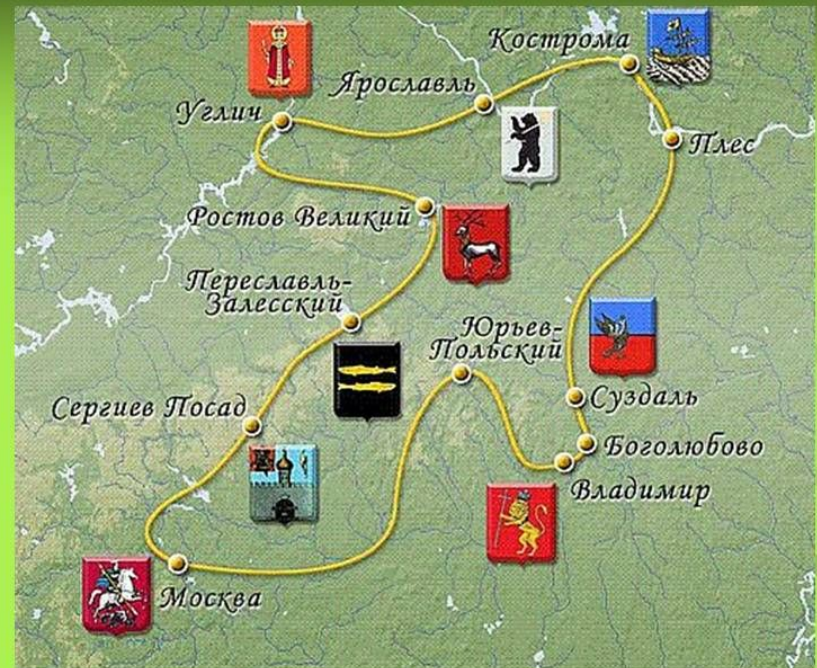 Кострома
Ярославль
Углич
Плес
Ростов Великий
Переславль-
Залесский
Юрьев-
Польский
Сергиев Посад
Суздаль
Боголюбово
Владимир
Москва